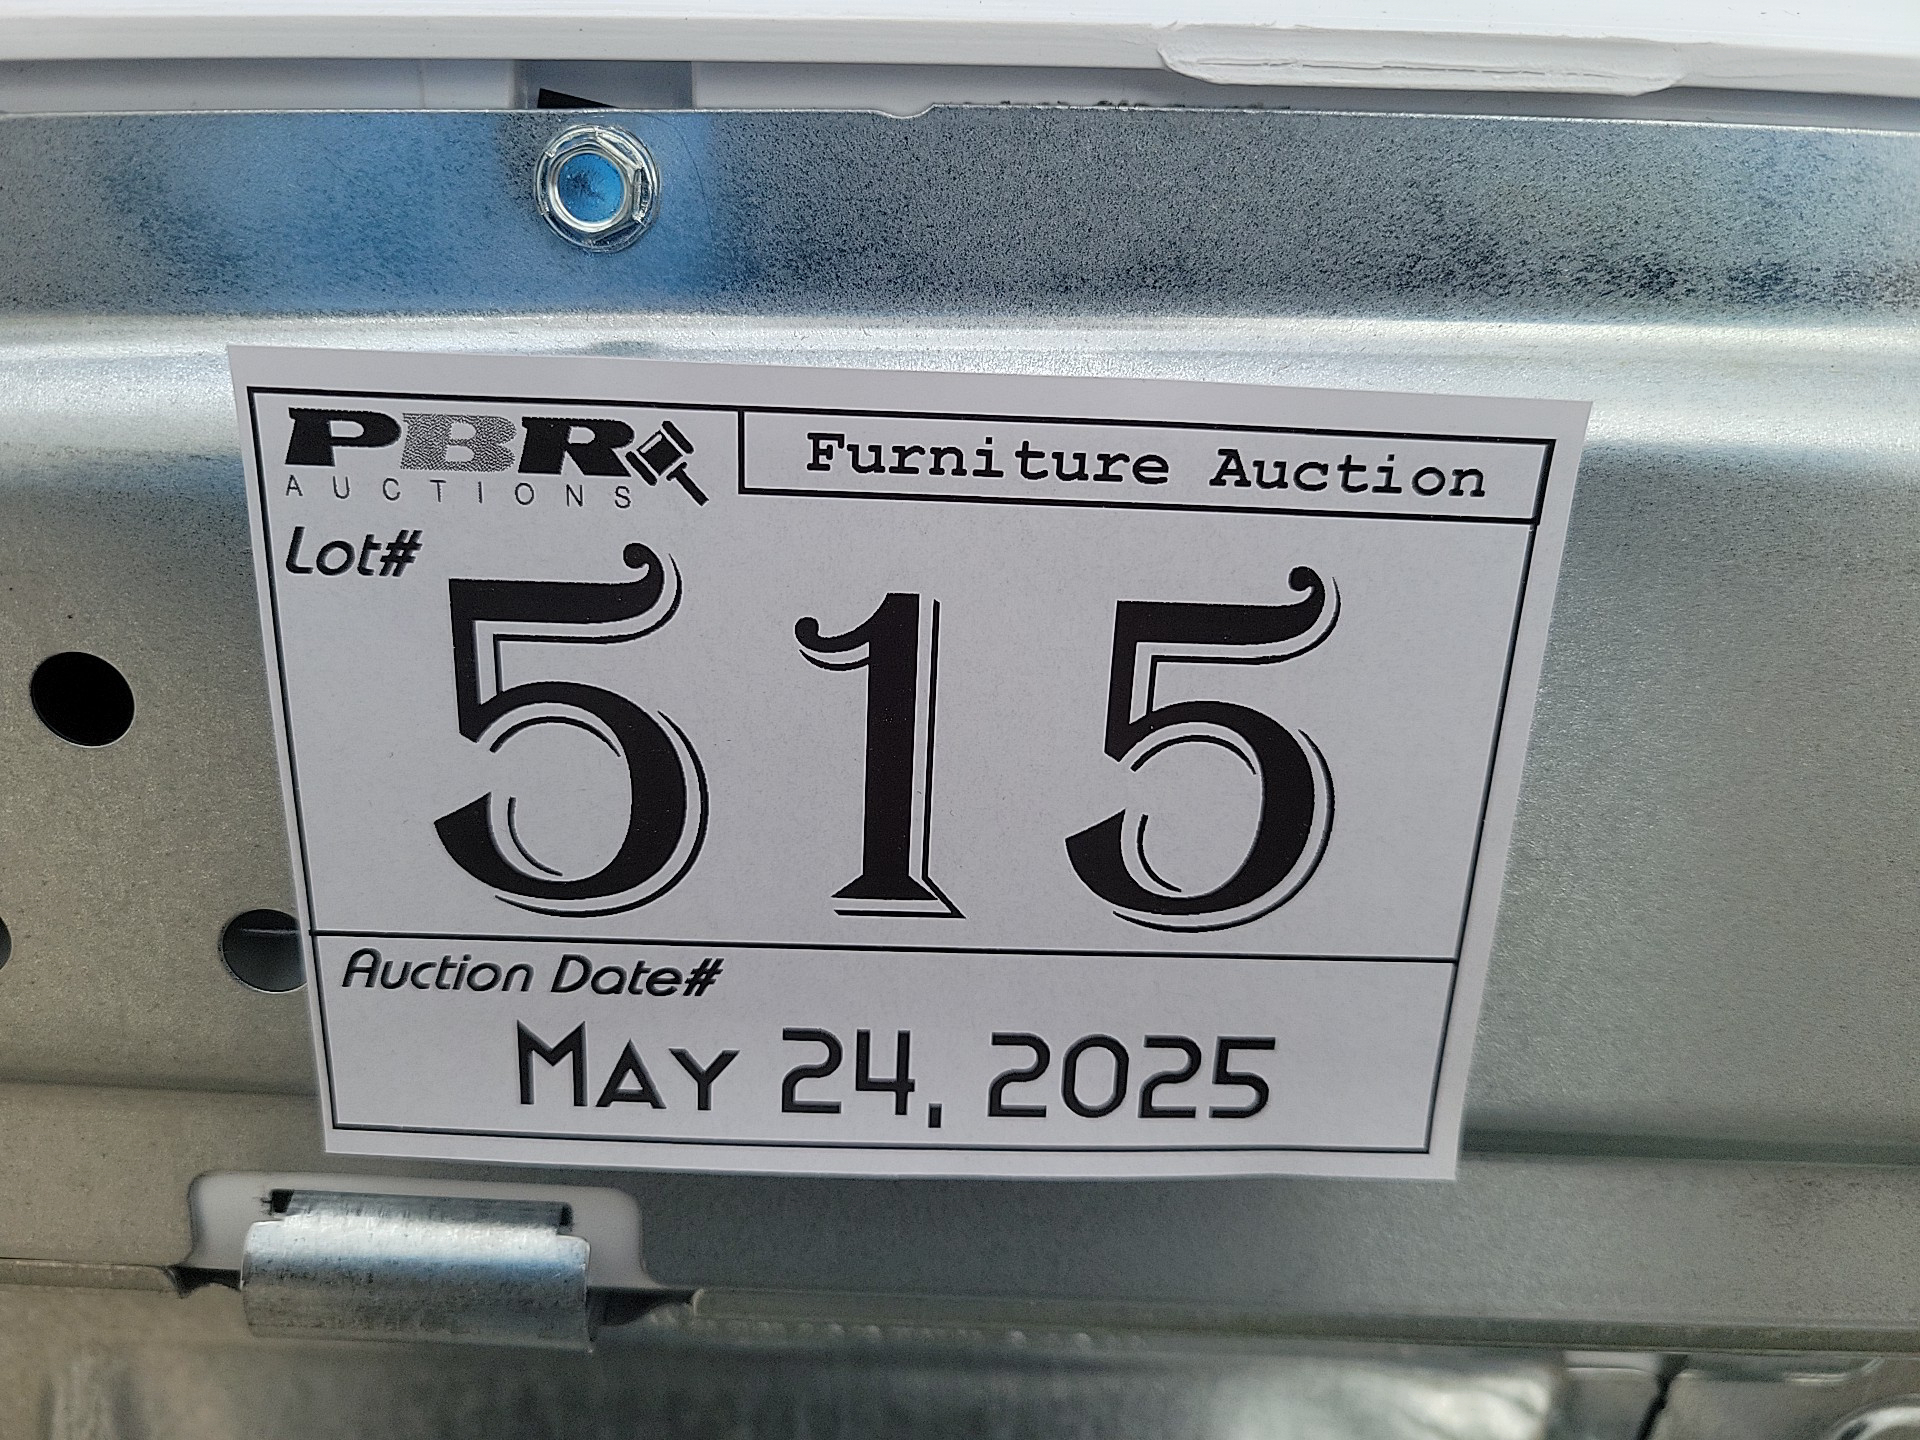 PBR
AUCTIONS
Furniture Auction
Lot#
515
Auction Date#
May 24, 2025